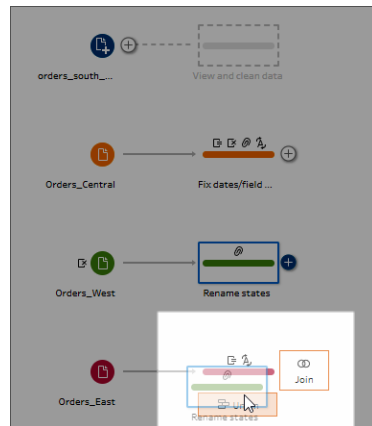 orders_south_...
View and clean data
Orders_Central
Fix dates/field ...
Orders_West
Rename states
Join
Orders_East
Rename states